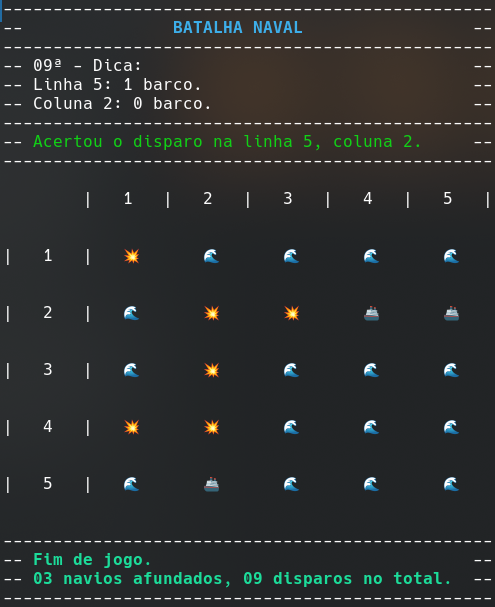 -------------------------------------------------
-- BATALHA NAVAL --
-------------------------------------------------
-- 09ª - Dica: --
-- Linha 5: 1 barco. --
-- Coluna 2: 0 barco. --
-------------------------------------------------
-- Acertou o disparo na linha 5, coluna 2. --
-------------------------------------------------
| 1 | 2 | 3 | 4 | 5 |
| 1 | 💥 🌊 🌊 🌊 🌊
| 2 | 🌊 💥 💥 🚢 🚢
| 3 | 🌊 💥 🌊 🌊 🌊
| 4 | 💥 💥 🌊 🌊 🌊
| 5 | 🌊 🚢 🌊 🌊 🌊
-------------------------------------------------
-- Fim de jogo. --
-- 03 navios afundados, 09 disparos no total. --
-------------------------------------------------